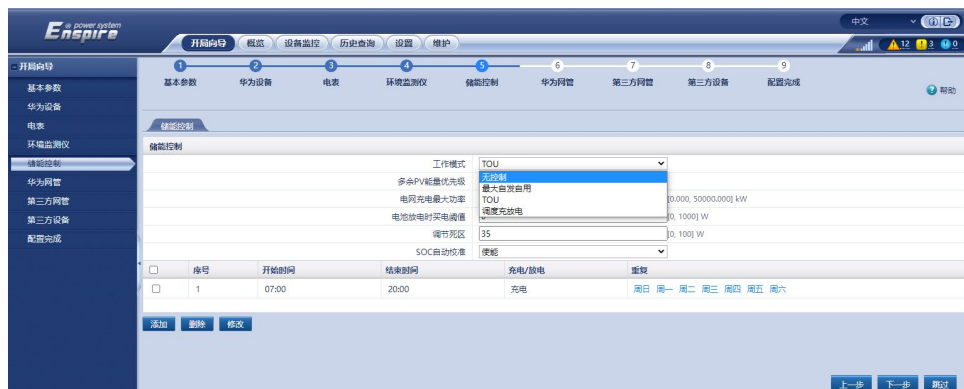 e power system
Enspire
中文
开局向导 概览 设备监控 历史查询 设置 维护
12 3 0
开局向导
基本参数
华为设备
电表
环境监测仪
储能控制
华为网管
第三方网管
第三方设备
配置完成
1 2 3 4 5 6 7 8 9
基本参数 华为设备 电表 环境监测仪 储能控制 华为网管 第三方网管 第三方设备 配置完成
帮助
储能控制
储能控制
工作模式 TOU
多余PV能量优先级
无控制
最大自发自用
TOU
调度充放电
电网充电最大功率 [0.000, 50000.000] kW
电池放电时买电阈值 [0, 1000] W
调节死区 35 [0, 100] W
SOC自动校准 使能
序号 开始时间 结束时间 充电/放电 重复
1 07:00 20:00 充电 周日 周一 周二 周三 周四 周五 周六
添加 删除 修改
上一步 下一步 跳过